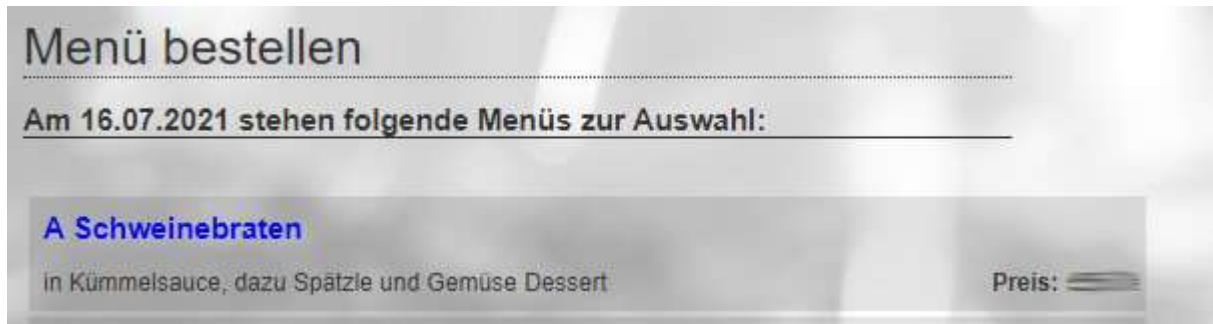 Menü bestellen
Am 16.07.2021 stehen folgende Menüs zur Auswahl:
A Schweinebraten
in Kümmelsauce, dazu Spätzle und Gemüse Dessert
Preis: